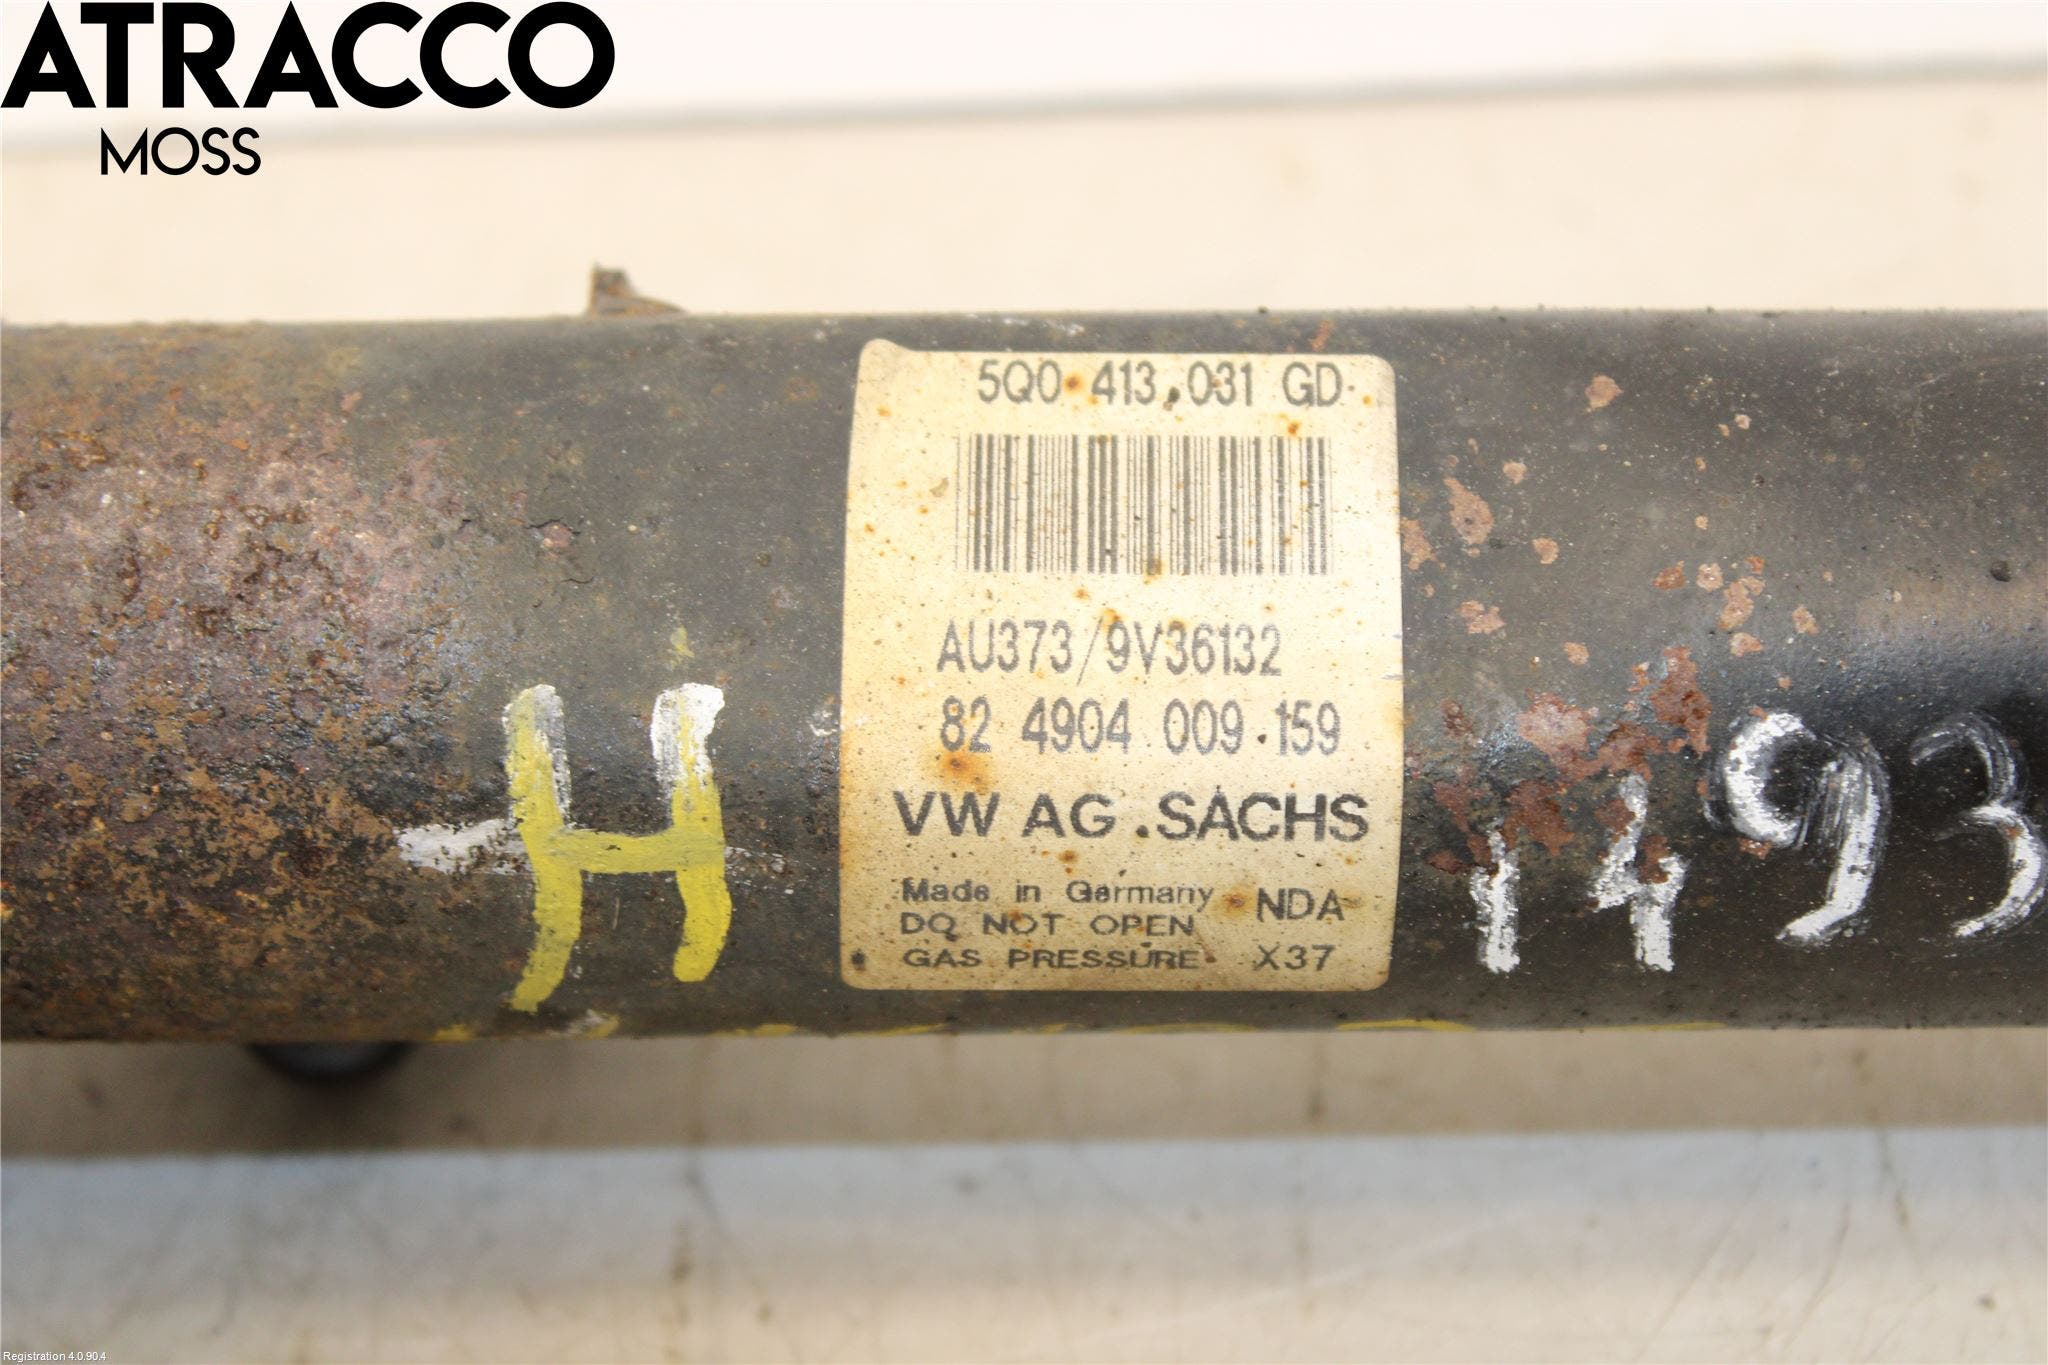 ATRACCO
MOSS
5Q0 413 031 GD
AU373/9V36132
82 4904 009 159
VW AG SACHS
Made in Germany NDA
DO NOT OPEN
GAS PRESSURE X37
H
1493
Registration 4.0.90.4